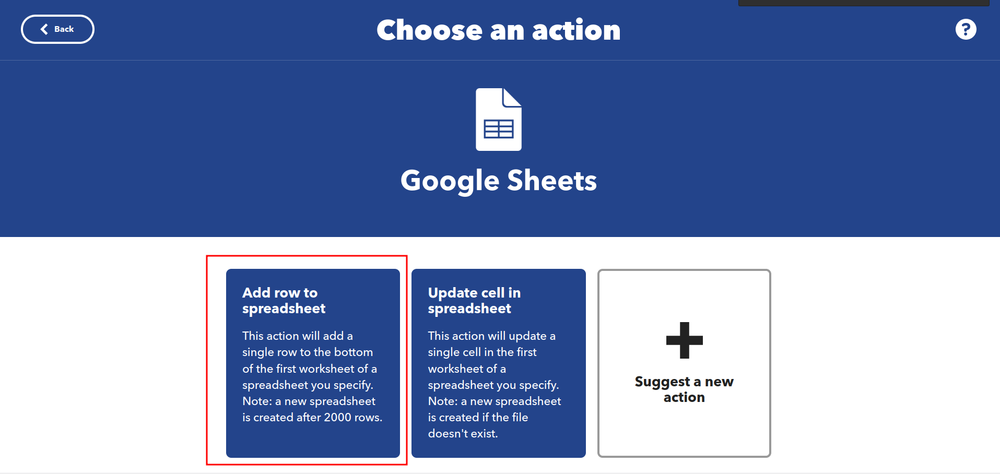 Back
Choose an action
?
Google Sheets
Add row to
spreadsheet
This action will add a
single row to the bottom
of the first worksheet of a
spreadsheet you specify.
Note: a new spreadsheet
is created after 2000 rows.
Update cell in
spreadsheet
This action will update a
single cell in the first
worksheet of a
spreadsheet you specify.
Note: a new spreadsheet
is created if the file
doesn't exist.
Suggest a new
action